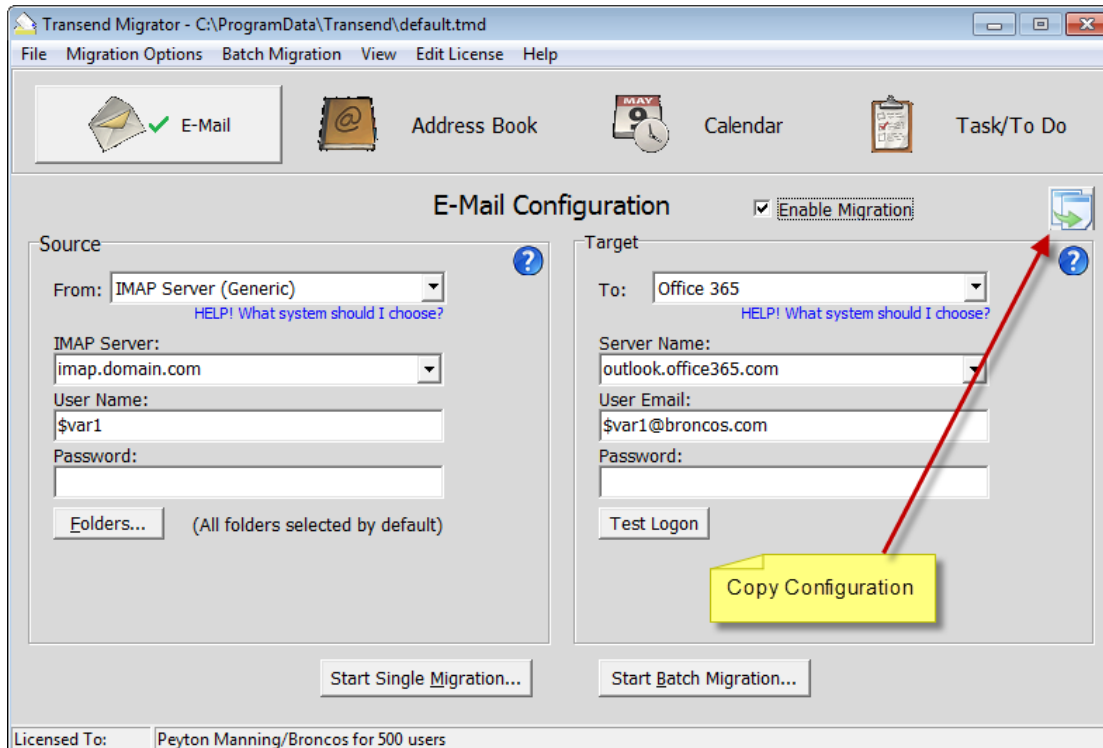 Transend Migrator - C:\ProgramData\Transend\default.tmd
File Migration Options Batch Migration View Edit License Help
E-Mail
@
Address Book
MAY
9
Calendar
Task/To Do
E-Mail Configuration
Enable Migration
Source
?
From: IMAP Server (Generic)
HELP! What system should I choose?
IMAP Server:
imap.domain.com
User Name:
$var1
Password:
Folders... (All folders selected by default)
Target
?
To: Office 365
HELP! What system should I choose?
Server Name:
outlook.office365.com
User Email:
$var1@broncos.com
Password:
Test Logon
Copy Configuration
Start Single Migration...
Start Batch Migration...
Licensed To: Peyton Manning/Broncos for 500 users